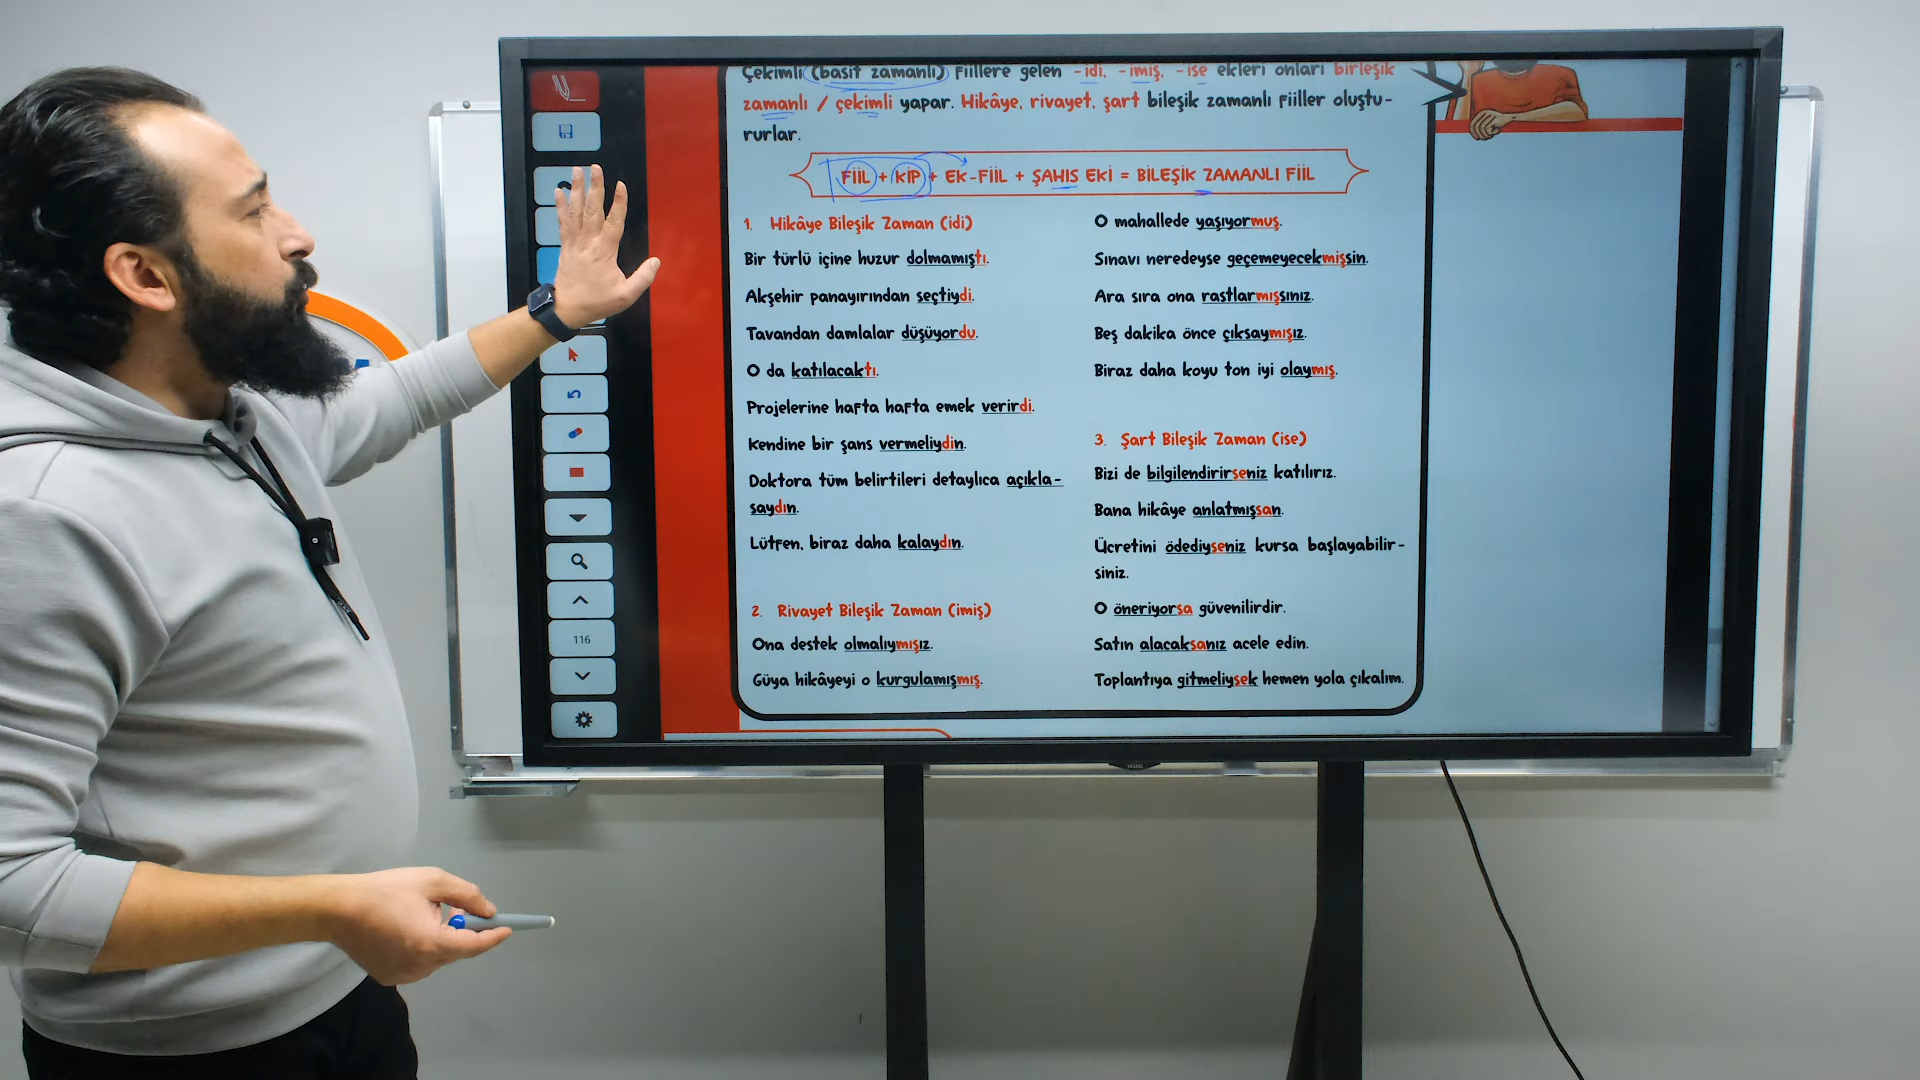 Çekimli (basit zamanlı) fiillere gelen -idi, -imiş, -ise ekleri onları birleşik
zamanlı / çekimli yapar. Hikâye, rivayet, şart bileşik zamanlı fiiller oluştu-
rurlar.
FİİL + KİP + EK-FİİL + ŞAHIS EKİ = BİLEŞİK ZAMANLI FİİL
1. Hikâye Bileşik Zaman (idi)
Bir türlü içine huzur dolmamıştı.
Akşehir panayırından seçtiydi.
Tavandan damlalar düşüyordu.
O da katılacaktı.
Projelerine hafta hafta emek verirdi.
Kendine bir şans vermeliydin.
Doktora tüm belirtileri detaylıca açıkla-
saydın.
Lütfen, biraz daha kalaydın.
2. Rivayet Bileşik Zaman (imiş)
Ona destek olmalıymışız.
Güya hikâyeyi o kurgulamışmış.
O mahallede yaşıyormuş.
Sınavı neredeyse geçemeyecekmişsin.
Ara sıra ona rastlarmışsınız.
Beş dakika önce çıksaymışız.
Biraz daha koyu ton iyi olaymış.
3. Şart Bileşik Zaman (ise)
Bizi de bilgilendirirseniz katılırız.
Bana hikâye anlatmışsan.
Ücretini ödediyseniz kursa başlayabilir-
siniz.
O öneriyorsa güvenilirdir.
Satın alacaksanız acele edin.
Toplantıya gitmeliysek hemen yola çıkalım.
116